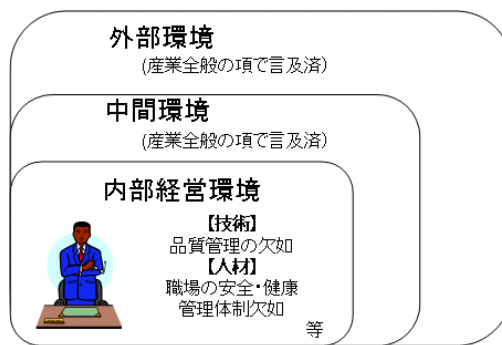 外部環境
(産業全般の項で言及済)
中間環境
(産業全般の項で言及済)
内部経営環境
【技術】
品質管理の欠如
【人材】
職場の安全・健康
管理体制欠如
等